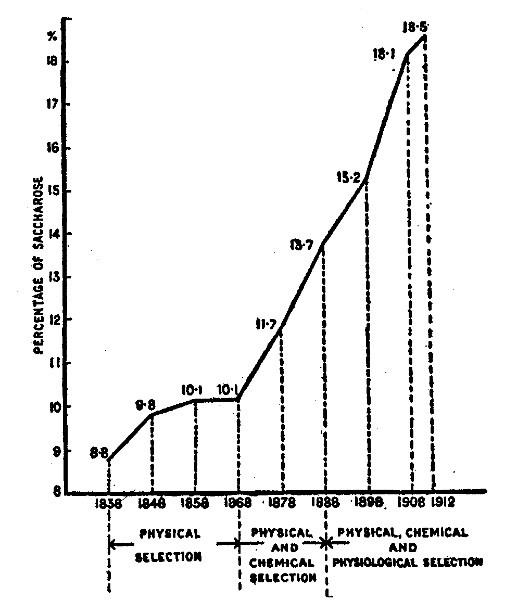 18·5
%
18·1
18
17
16
15·2
15
14
13·7
13
12
11·7
11
10·1 10·1
10
9·8
9
8·8
8
PERCENTAGE OF SACCHAROSE
1838 1848 1858 1868 1878 1888 1898 1908 1912
PHYSICAL
SELECTION
PHYSICAL
AND
CHEMICAL
SELECTION
PHYSICAL, CHEMICAL
AND
PHYSIOLOGICAL SELECTION